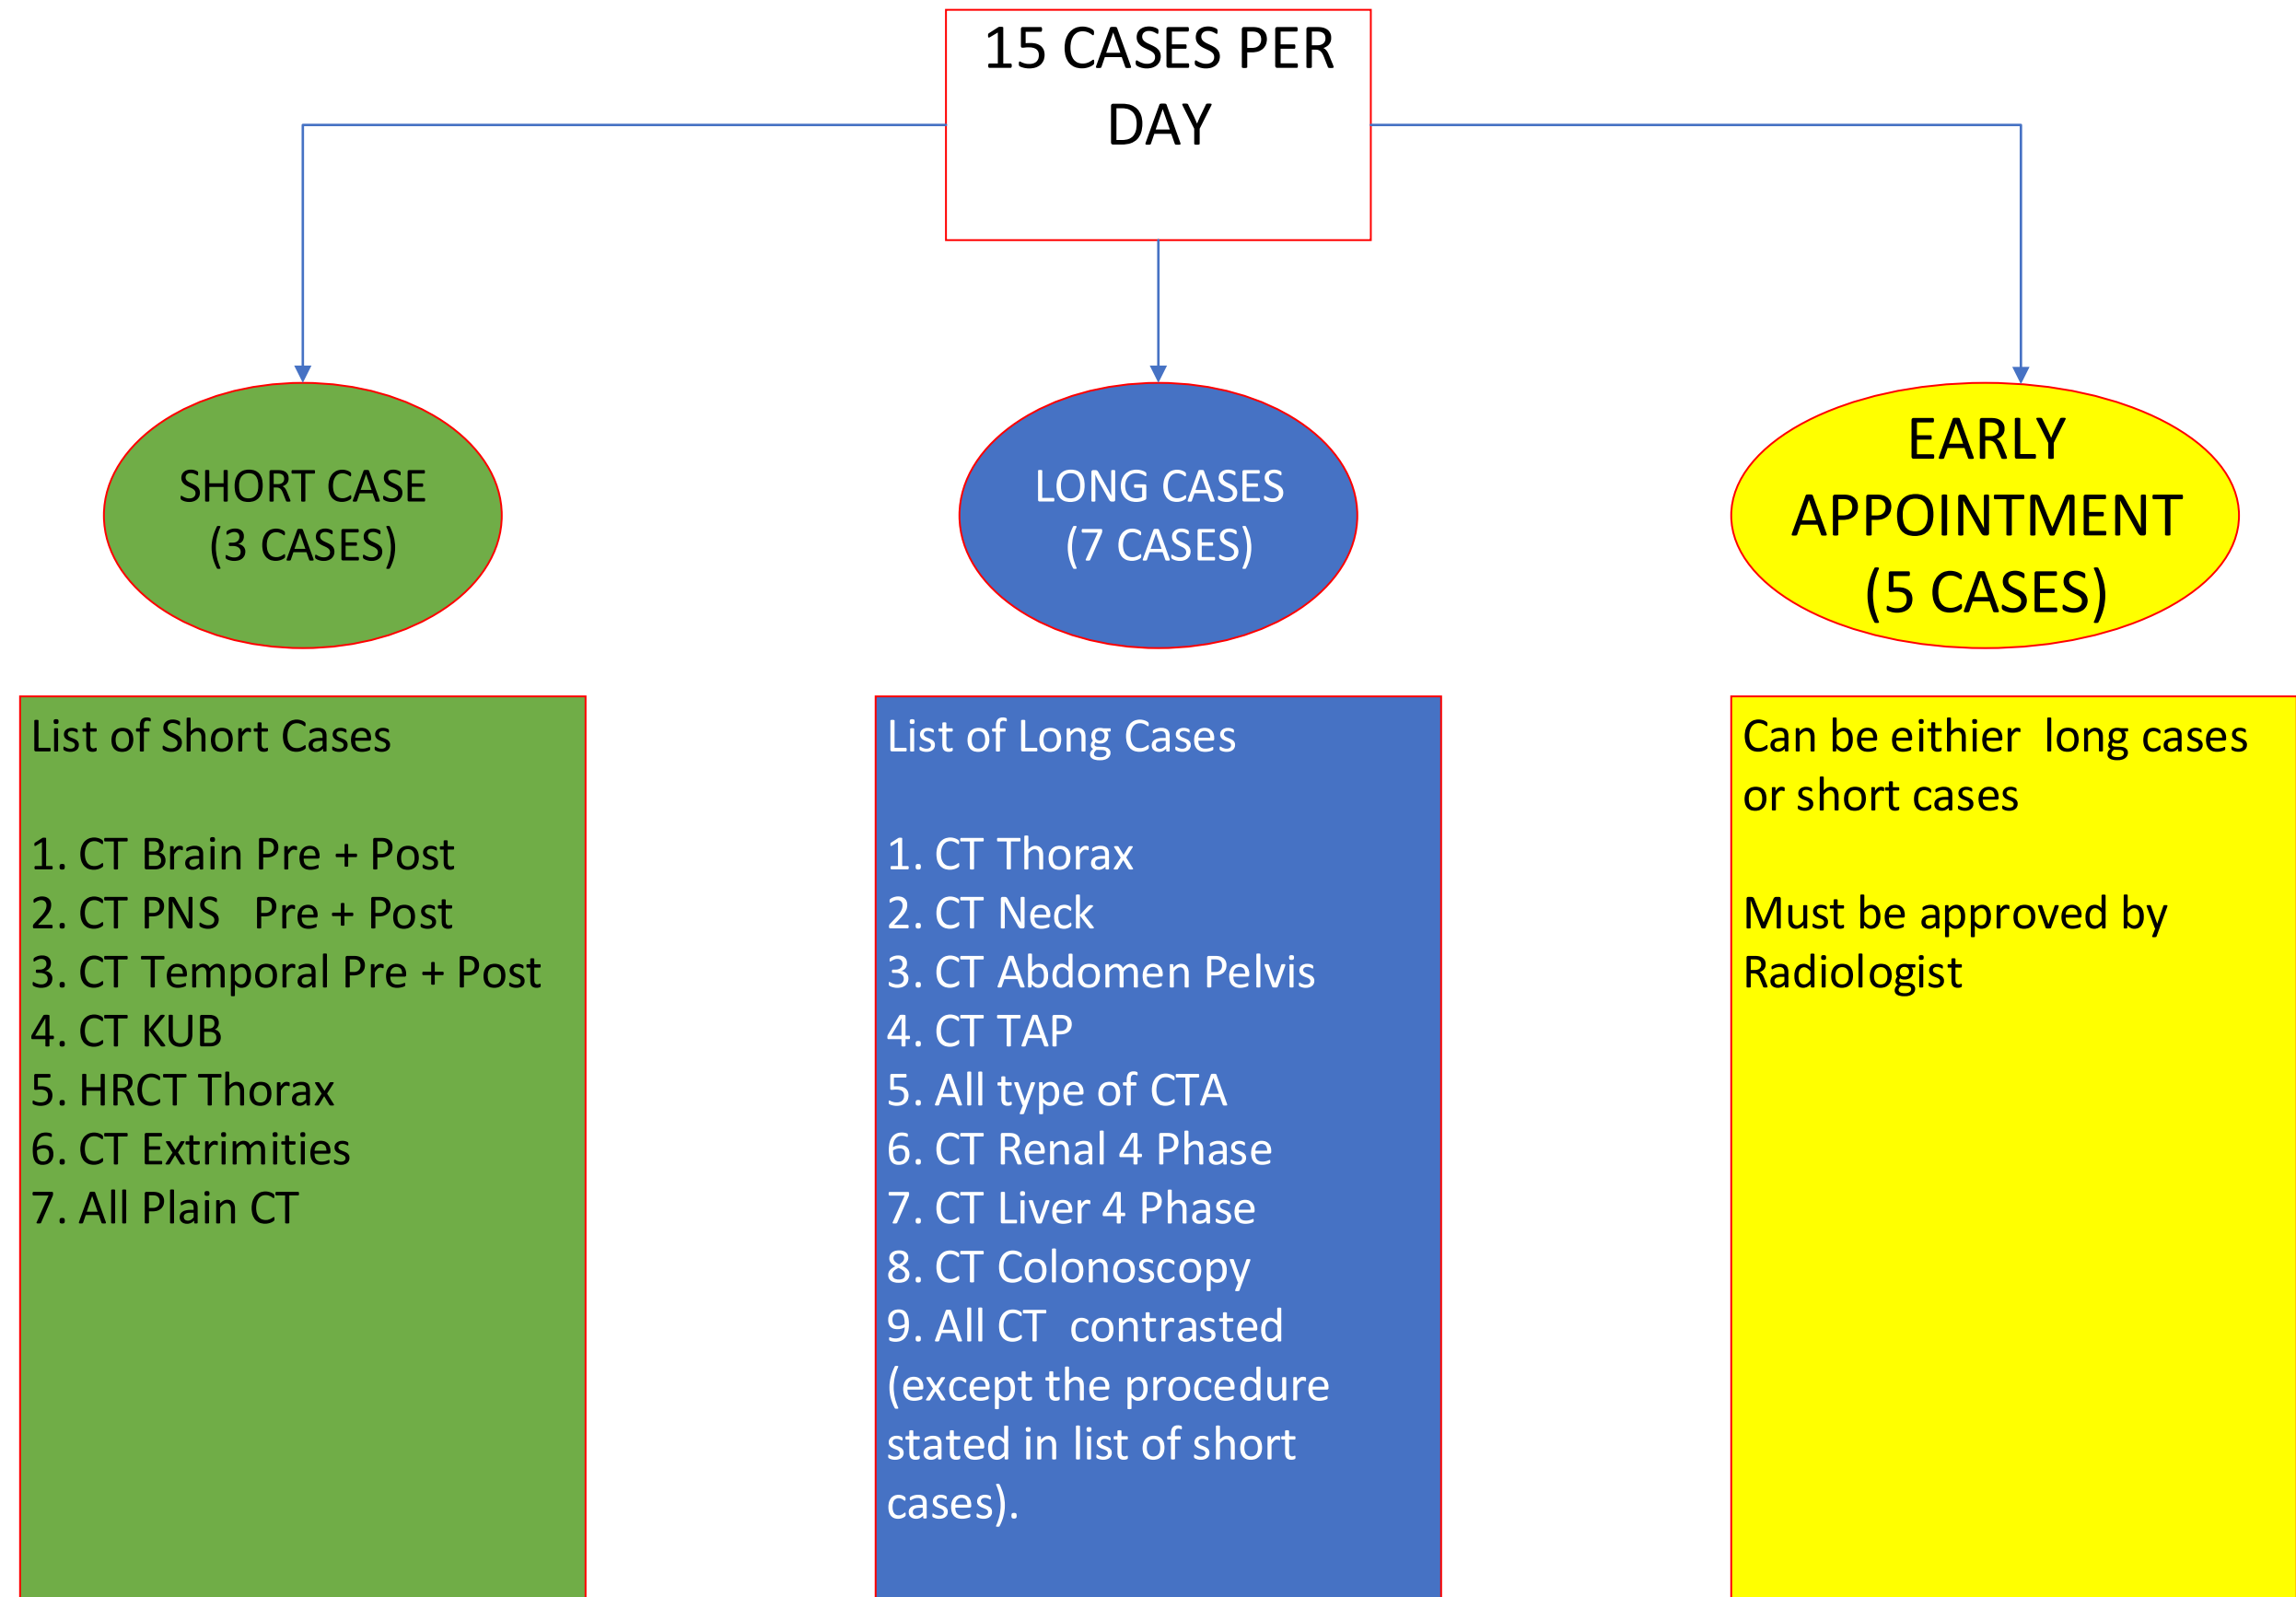 15 CASES PER
DAY
SHORT CASE
(3 CASES)
LONG CASES
(7 CASES)
EARLY
APPOINTMENT
(5 CASES)
List of Short Cases
1. CT Brain Pre + Post
2. CT PNS   Pre + Post
3. CT Temporal Pre + Post
4. CT KUB
5. HRCT Thorax
6. CT Extrimities
7. All Plain CT
List of Long Cases
1. CT Thorax
2. CT Neck
3. CT Abdomen Pelvis
4. CT TAP
5. All type of CTA
6. CT Renal 4 Phase
7. CT Liver 4 Phase
8. CT Colonoscopy
9. All CT  contrasted
(except the procedure
stated in list of short
cases).
Can be eithier  long cases
or short cases
Must be approved by
Radiologist